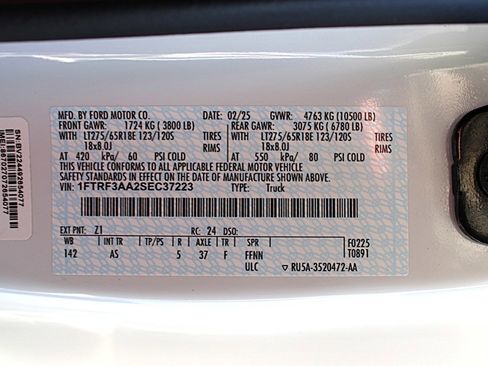 MFD. BY FORD MOTOR CO. DATE: 02/25 GVWR: 4763 KG (10500 LB)
FRONT GAWR: 1724 KG (3800 LB) REAR GAWR: 3075 KG (6780 LB)
WITH LT275/65R18E 123/120S TIRES WITH LT275/65R18E 123/120S TIRES
18x8.0J RIMS 18x8.0J RIMS
AT 420 kPa/ 60 PSI COLD AT 550 kPa/ 80 PSI COLD
THIS VEHICLE CONFORMS TO ALL APPLICABLE FEDERAL MOTOR VEHICLE
SAFETY STANDARDS IN EFFECT ON THE DATE OF MANUFACTURE SHOWN ABOVE.
VIN: 1FTRF3AA2SEC37223 TYPE: Truck
EXT PNT: Z1 RC: 24 DSO:
WB INT TR TP/PS R AXLE TR SPR F0225
142 AS 5 37 F FFNN T0891
ULC ▽ RU5A-3520472-AA